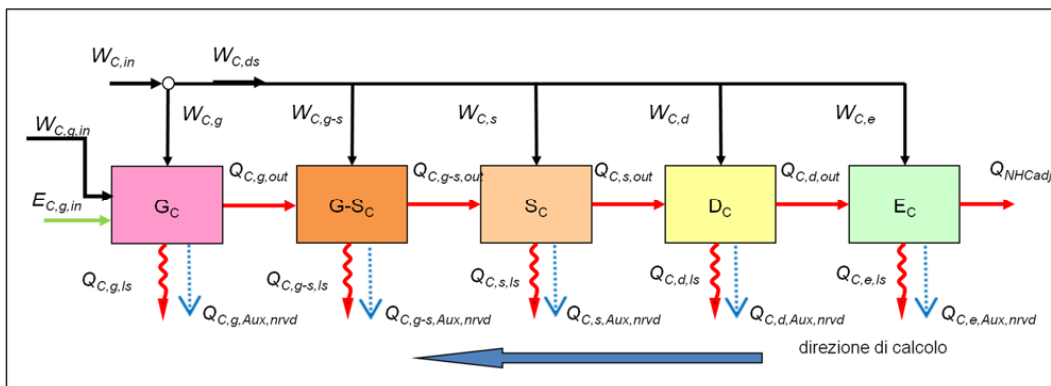 W_C,in W_C,ds
W_C,g W_C,g-s W_C,s W_C,d W_C,e
W_C,g,in
Q_C,g,out Q_C,g-s,out Q_C,s,out Q_C,d,out Q_NHCadj
E_C,g,in
G_C G-S_C S_C D_C E_C
Q_C,g,ls Q_C,g-s,ls Q_C,s,ls Q_C,d,ls Q_C,e,ls
Q_C,g,Aux,nrvd Q_C,g-s,Aux,nrvd Q_C,s,Aux,nrvd Q_C,d,Aux,nrvd Q_C,e,Aux,nrvd
direzione di calcolo